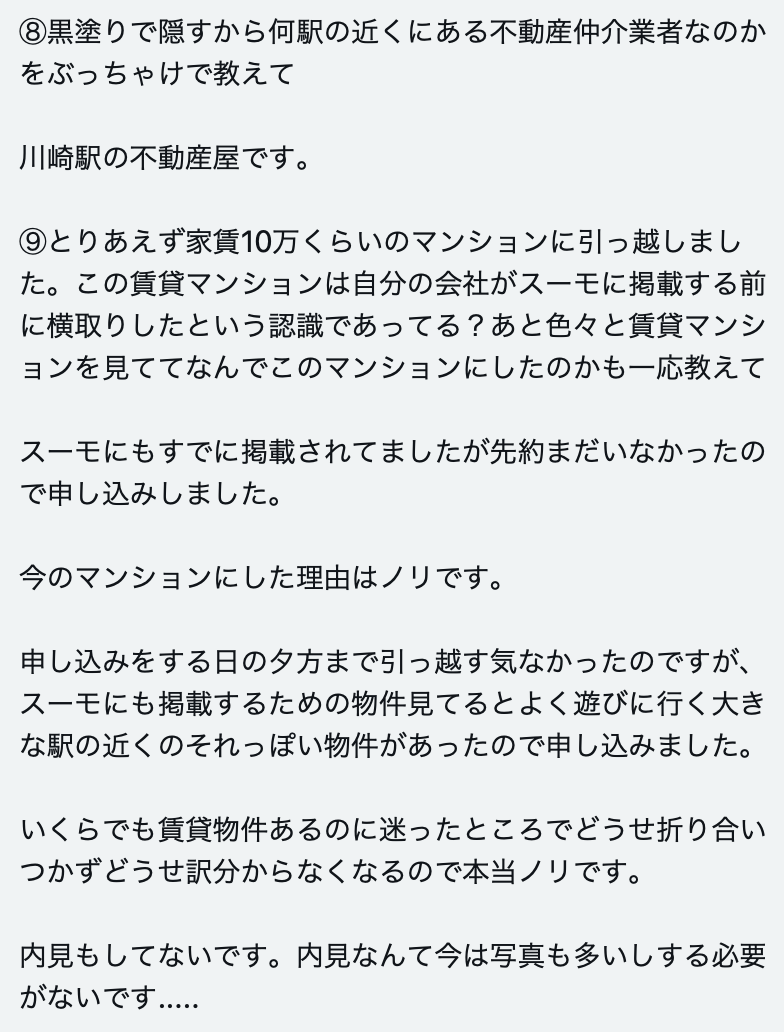 ⑧黒塗りで隠すから何駅の近くにある不動産仲介業者なのか
をぶっちゃけで教えて
川崎駅の不動産屋です。
⑨とりあえず家賃10万くらいのマンションに引っ越しまし
た。この賃貸マンションは自分の会社がスーモに掲載する前
に横取りしたという認識であってる？あと色々と賃貸マンシ
ョンを見ててなんでこのマンションにしたのかも一応教えて
スーモにもすでに掲載されてましたが先約まだいなかったの
で申し込みしました。
今のマンションにした理由はノリです。
申し込みをする日の夕方まで引っ越す気なかったのですが、
スーモにも掲載するための物件見てるとよく遊びに行く大き
な駅の近くのそれっぽい物件があったので申し込みました。
いくらでも賃貸物件あるのに迷ったところでどうせ折り合い
つかずどうせ訳分からなくなるので本当ノリです。
内見もしてないです。内見なんて今は写真も多いしする必要
がないです.....